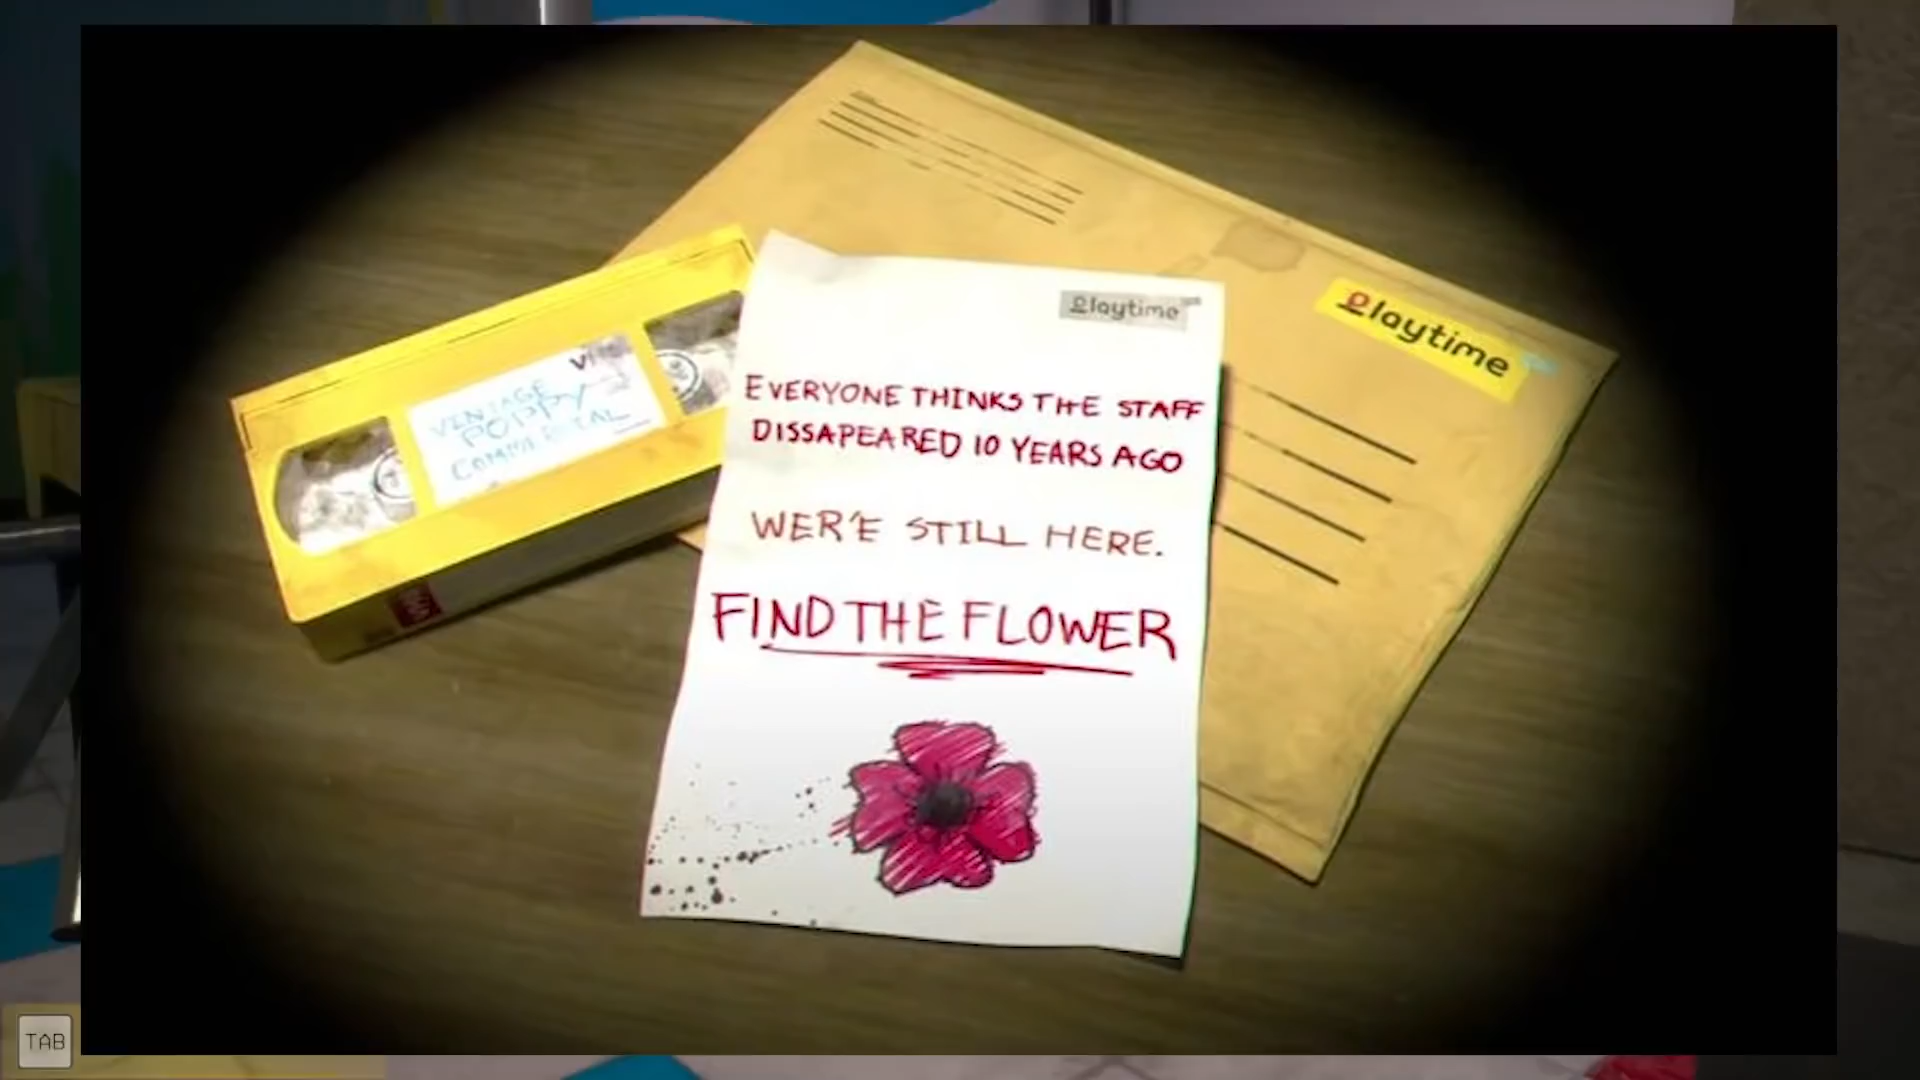 Playtime
Playtime
VINTAGE
POPPY
EVERYONE THINKS THE STAFF
DISSAPEARED 10 YEARS AGO
WER'E STILL HERE.
FIND THE FLOWER
TAB